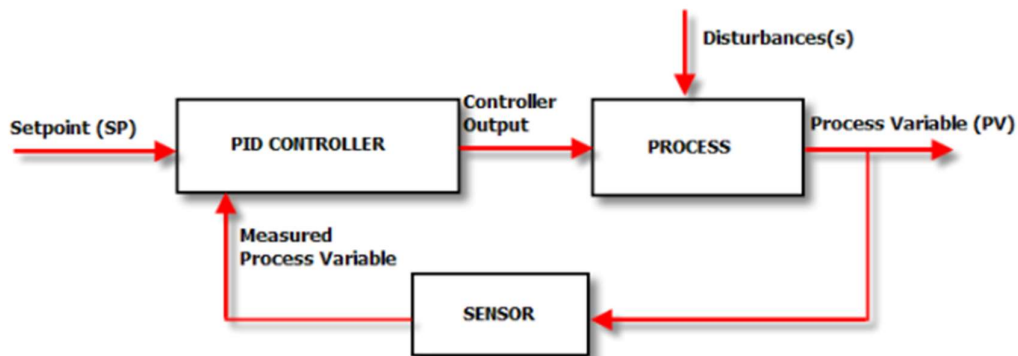 Disturbances(s)
Setpoint (SP)
PID CONTROLLER
Controller
Output
PROCESS
Process Variable (PV)
Measured
Process Variable
SENSOR